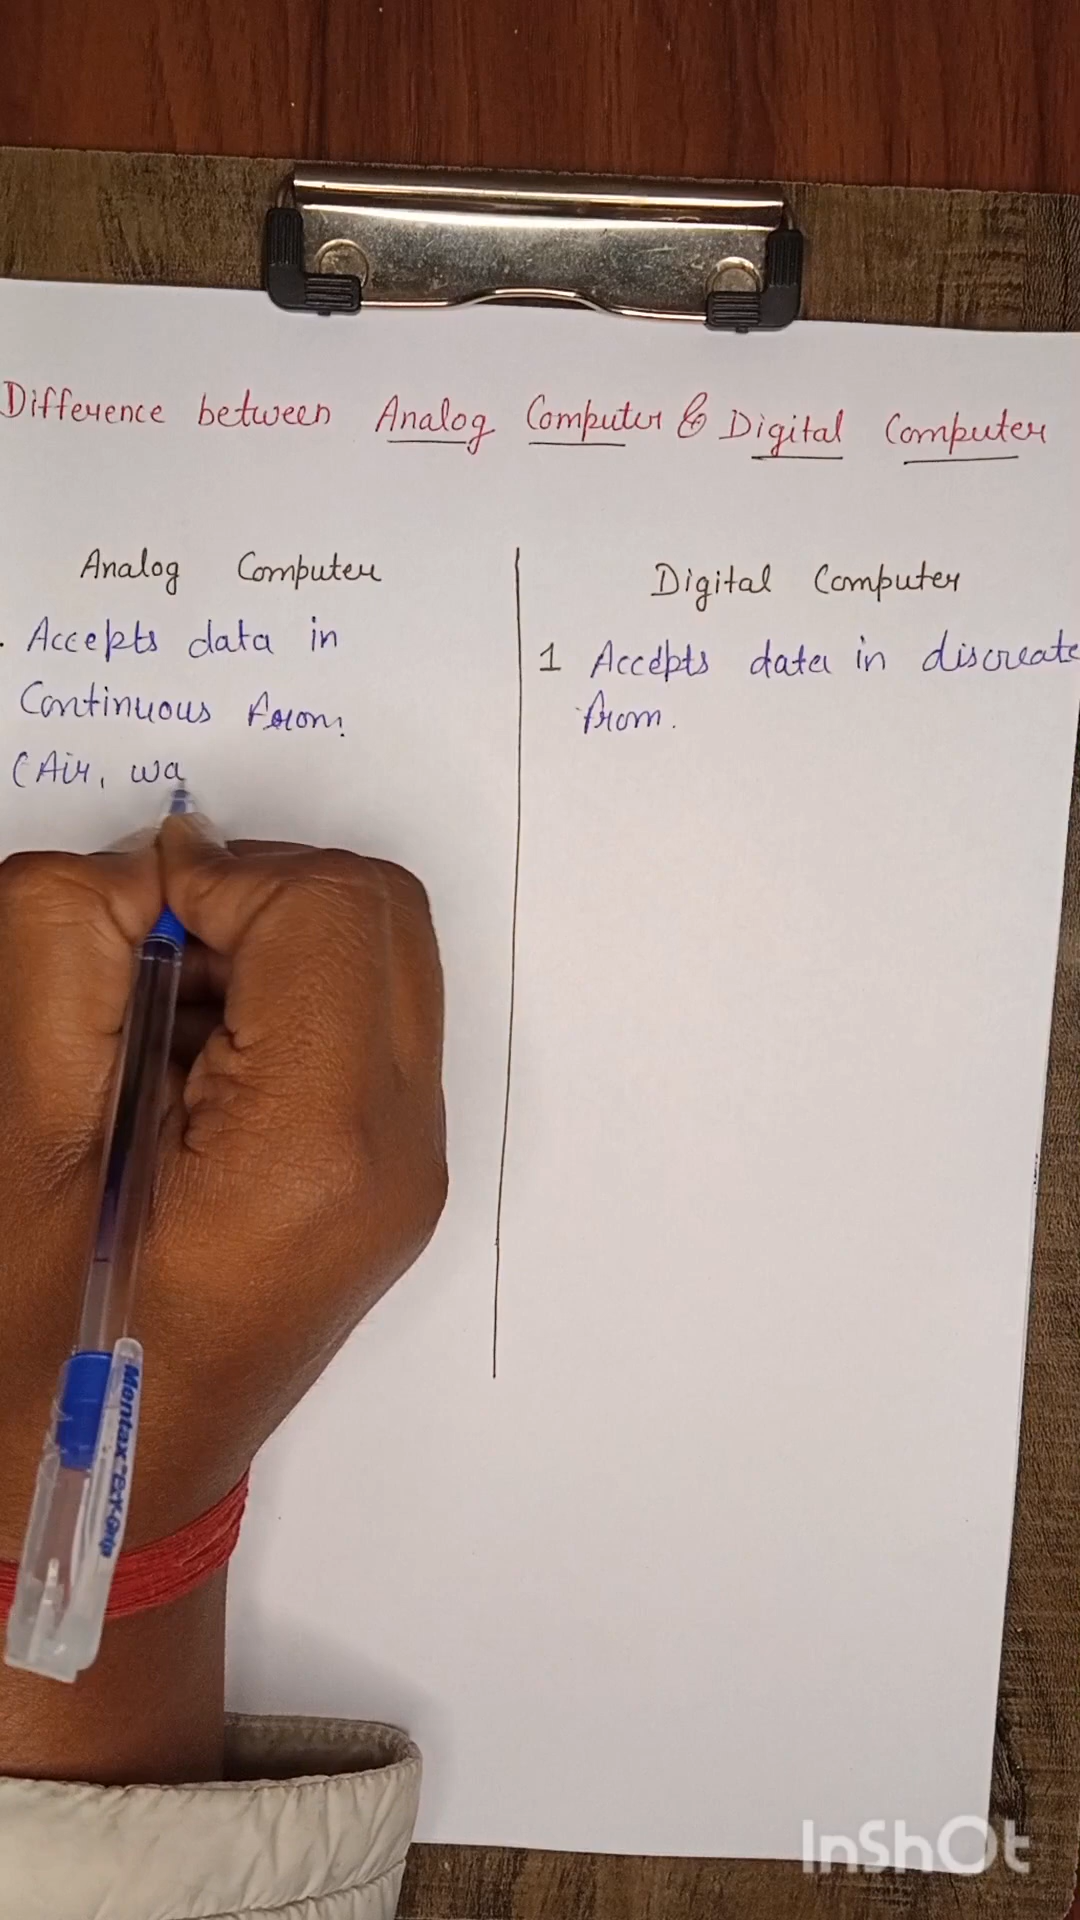 Difference between Analog Computer & Digital Computer
Analog Computer
Accepts data in
Continuous form.
(Air, wa
Digital Computer
1 Accepts data in discreate
from.
Montax
InShOt